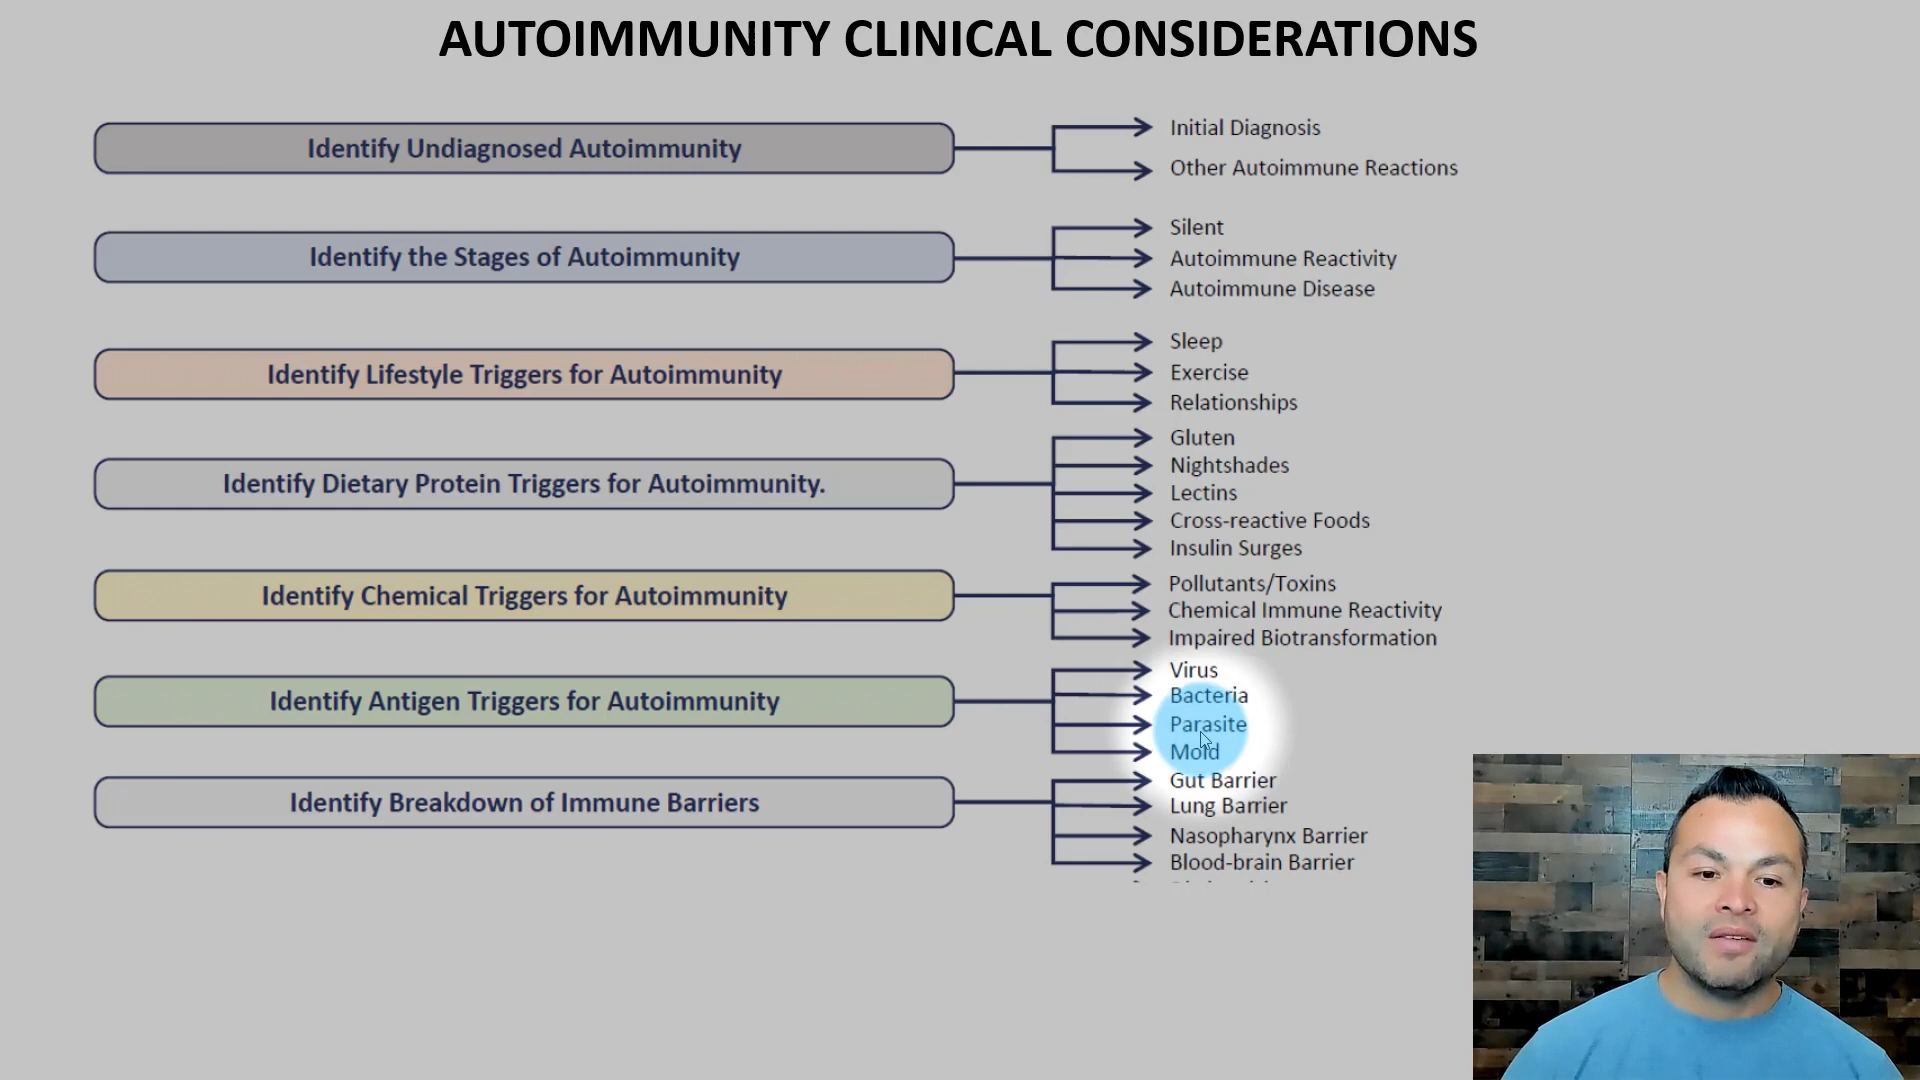 AUTOIMMUNITY CLINICAL CONSIDERATIONS
Identify Undiagnosed Autoimmunity
Initial Diagnosis
Other Autoimmune Reactions
Identify the Stages of Autoimmunity
Silent
Autoimmune Reactivity
Autoimmune Disease
Identify Lifestyle Triggers for Autoimmunity
Sleep
Exercise
Relationships
Identify Dietary Protein Triggers for Autoimmunity.
Gluten
Nightshades
Lectins
Cross-reactive Foods
Insulin Surges
Identify Chemical Triggers for Autoimmunity
Pollutants/Toxins
Chemical Immune Reactivity
Impaired Biotransformation
Identify Antigen Triggers for Autoimmunity
Virus
Bacteria
Parasite
Mold
Identify Breakdown of Immune Barriers
Gut Barrier
Lung Barrier
Nasopharynx Barrier
Blood-brain Barrier